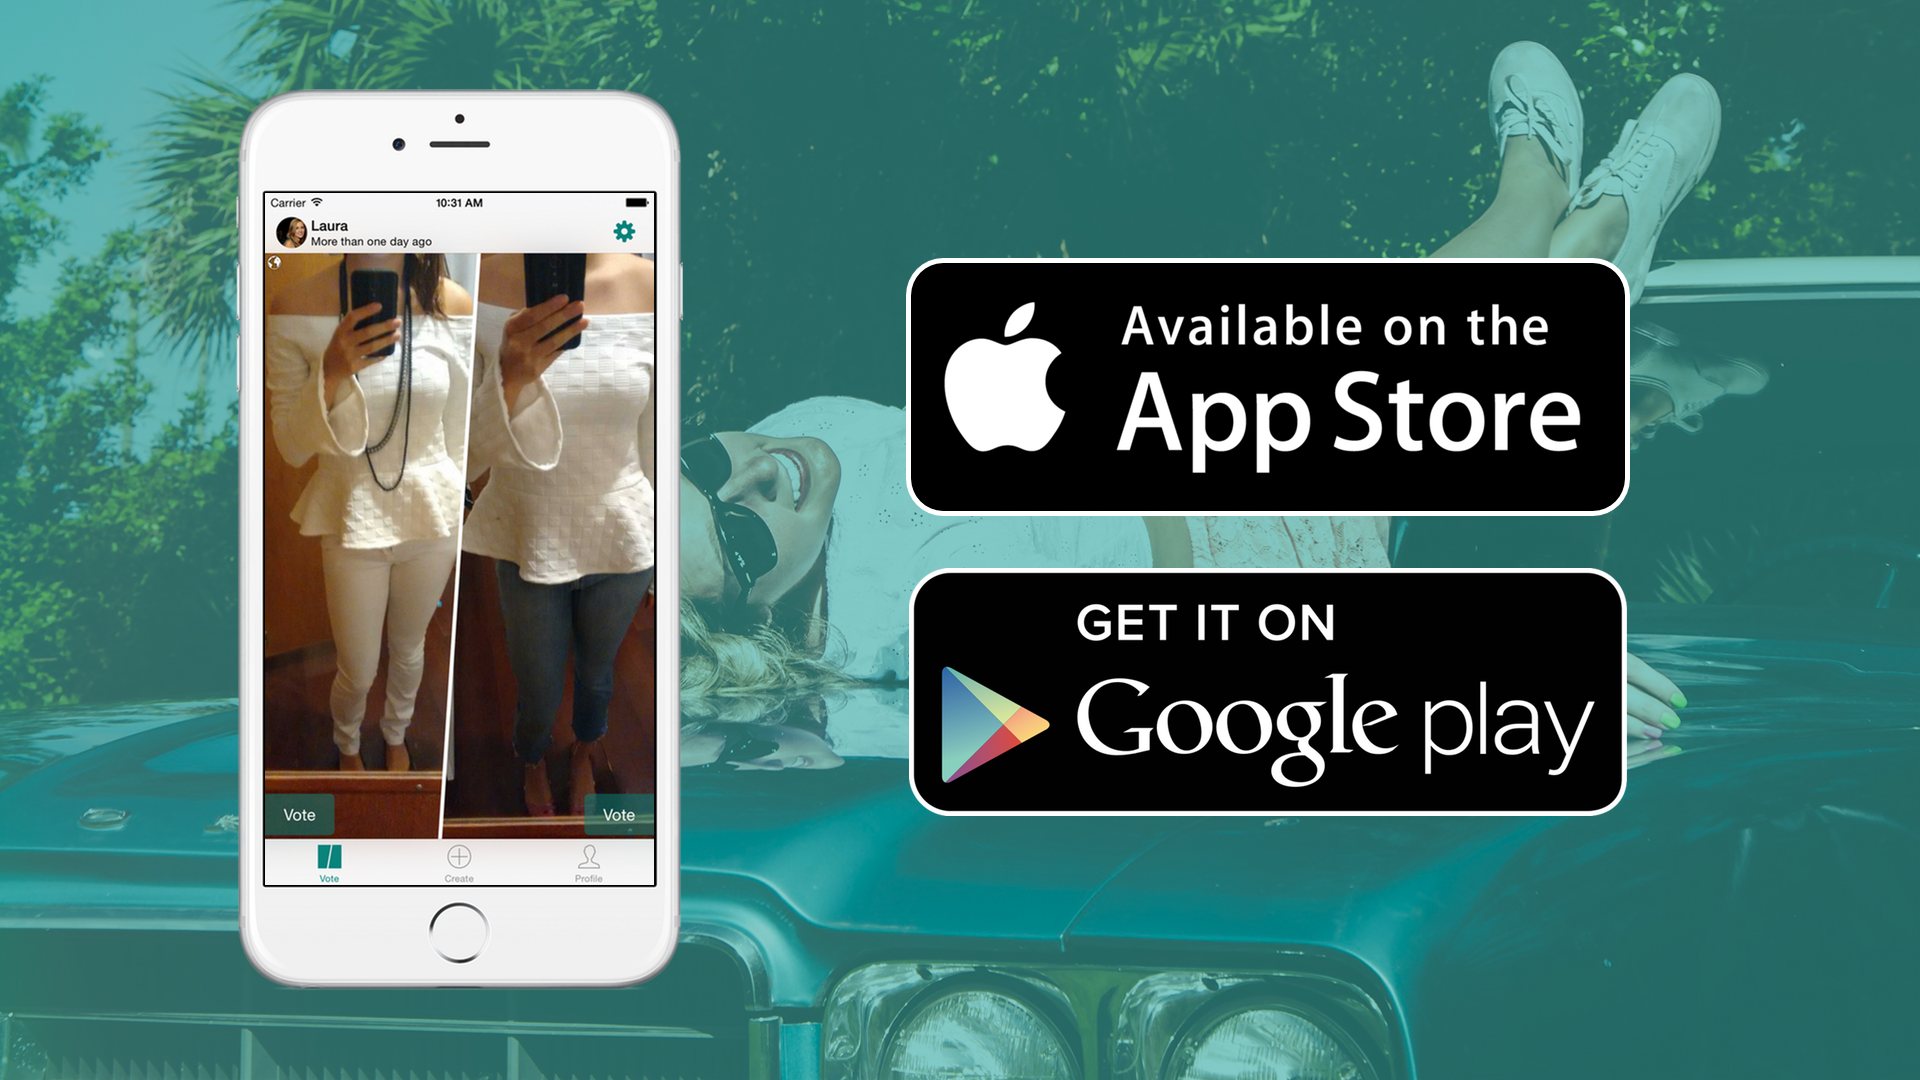 Carrier
10:31 AM
Laura
More than one day ago
Vote
Vote
Vote
Create
Profile
Available on the
App Store
GET IT ON
Google play